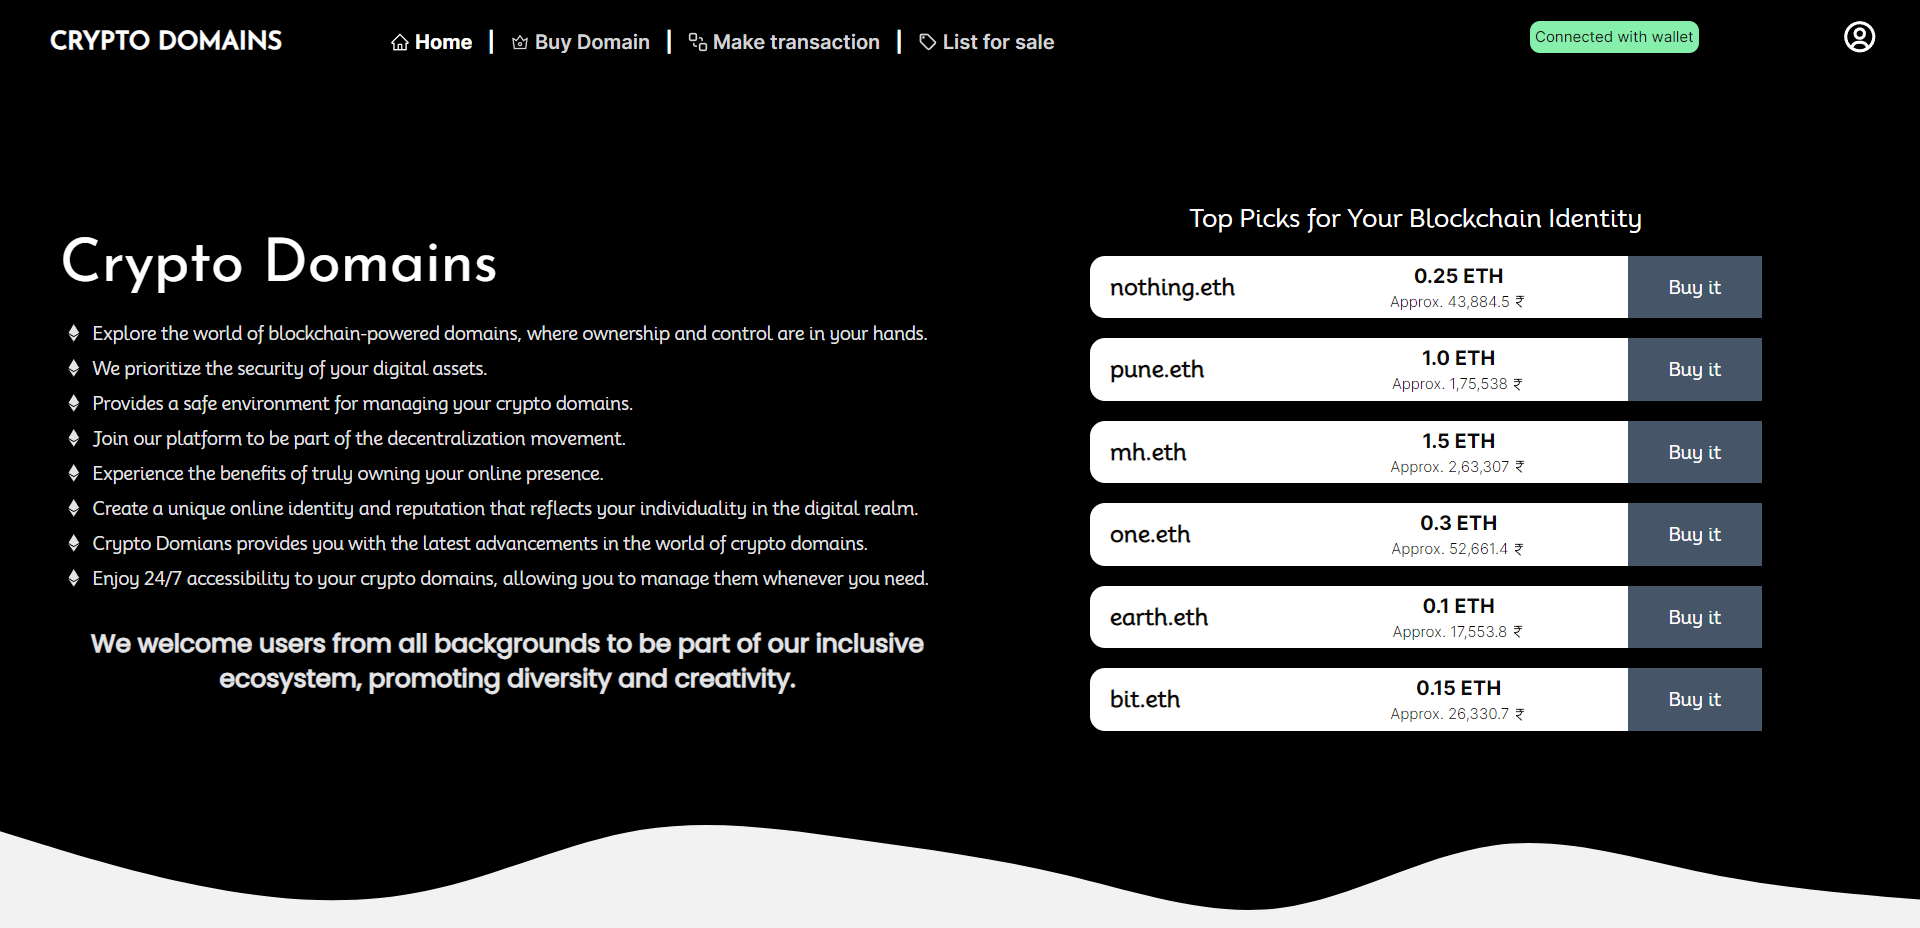 CRYPTO DOMAINS
Home | Buy Domain | Make transaction | List for sale
Connected with wallet
Crypto Domains
Explore the world of blockchain-powered domains, where ownership and control are in your hands.
We prioritize the security of your digital assets.
Provides a safe environment for managing your crypto domains.
Join our platform to be part of the decentralization movement.
Experience the benefits of truly owning your online presence.
Create a unique online identity and reputation that reflects your individuality in the digital realm.
Crypto Domians provides you with the latest advancements in the world of crypto domains.
Enjoy 24/7 accessibility to your crypto domains, allowing you to manage them whenever you need.
We welcome users from all backgrounds to be part of our inclusive
ecosystem, promoting diversity and creativity.
Top Picks for Your Blockchain Identity
nothing.eth
0.25 ETH
Approx. 43,884.5 ₹
Buy it
pune.eth
1.0 ETH
Approx. 1,75,538 ₹
Buy it
mh.eth
1.5 ETH
Approx. 2,63,307 ₹
Buy it
one.eth
0.3 ETH
Approx. 52,661.4 ₹
Buy it
earth.eth
0.1 ETH
Approx. 17,553.8 ₹
Buy it
bit.eth
0.15 ETH
Approx. 26,330.7 ₹
Buy it